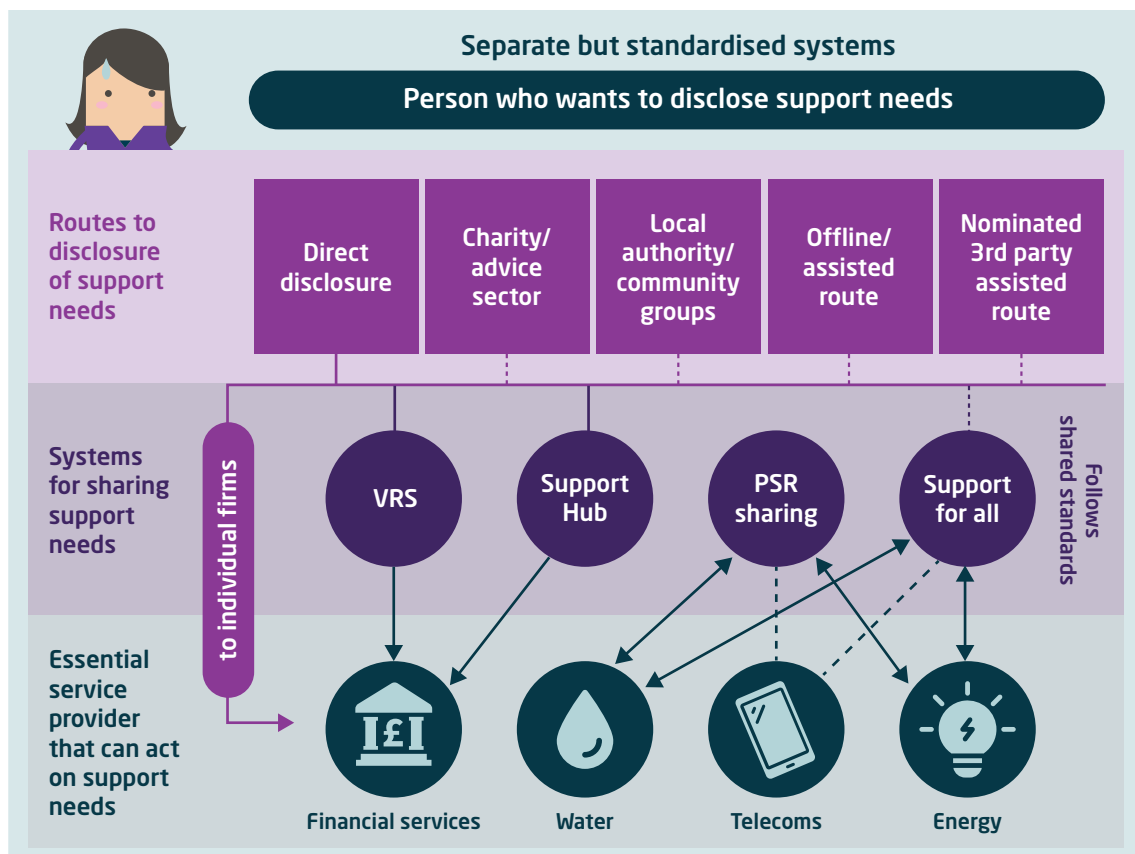 Separate but standardised systems
Person who wants to disclose support needs
Routes to
disclosure
of support
needs
Direct
disclosure
Charity/
advice
sector
Local
authority/
community
groups
Offline/
assisted
route
Nominated
3rd party
assisted
route
Systems
for sharing
support
needs
to individual firms
VRS
Support
Hub
PSR
sharing
Support
for all
Follows
shared standards
Essential
service
provider
that can act
on support
needs
£
Financial services
Water
Telecoms
Energy